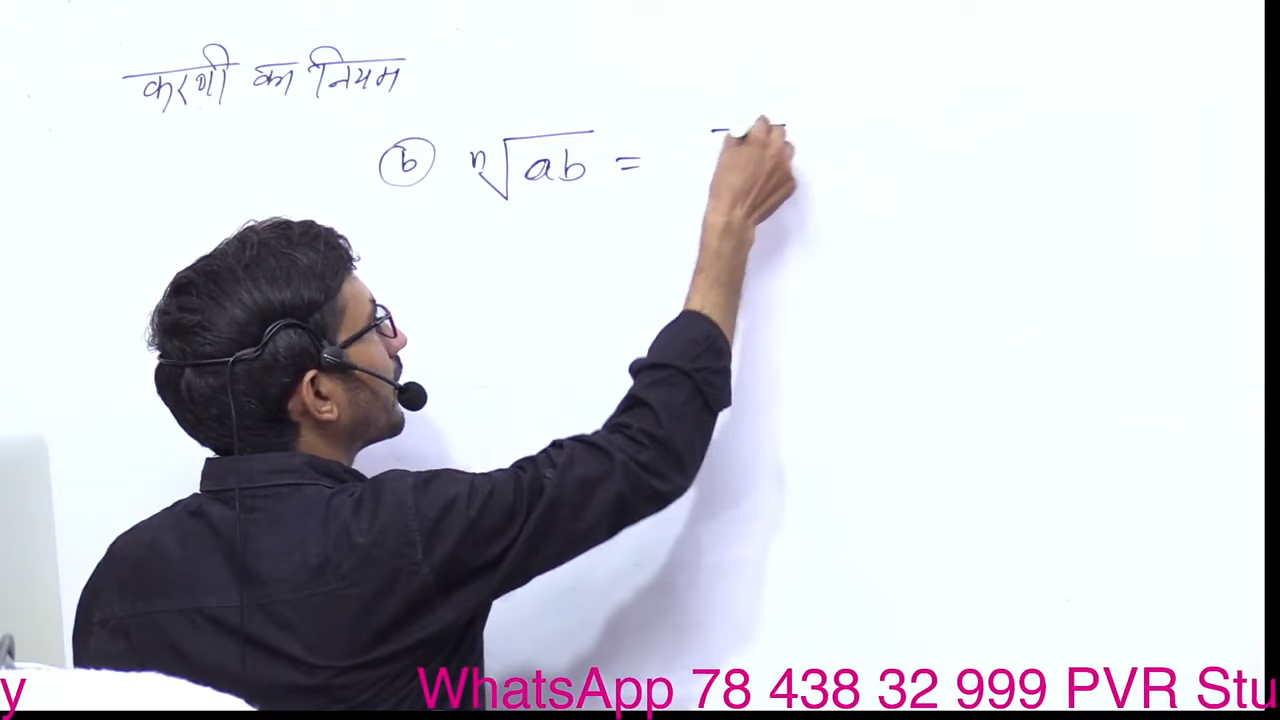 करणी का नियम
(b) ⁿ√ab =
y WhatsApp 78 438 32 999 PVR Stu